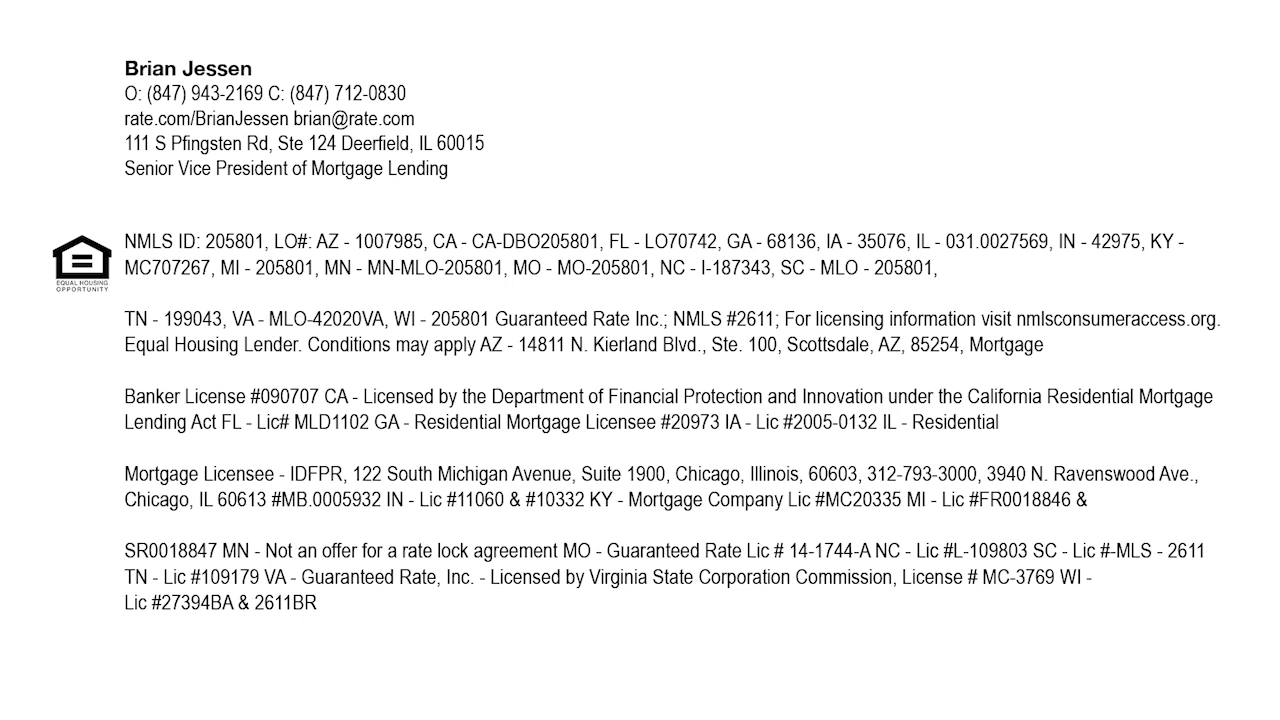 Brian Jessen
O: (847) 943-2169 C: (847) 712-0830
rate.com/BrianJessen brian@rate.com
111 S Pfingsten Rd, Ste 124 Deerfield, IL 60015
Senior Vice President of Mortgage Lending
NMLS ID: 205801, LO#: AZ - 1007985, CA - CA-DBO205801, FL - LO70742, GA - 68136, IA - 35076, IL - 031.0027569, IN - 42975, KY -
MC707267, MI - 205801, MN - MN-MLO-205801, MO - MO-205801, NC - I-187343, SC - MLO - 205801,
EQUAL HOUSING
OPPORTUNITY
TN - 199043, VA - MLO-42020VA, WI - 205801 Guaranteed Rate Inc.; NMLS #2611; For licensing information visit nmlsconsumeraccess.org.
Equal Housing Lender. Conditions may apply AZ - 14811 N. Kierland Blvd., Ste. 100, Scottsdale, AZ, 85254, Mortgage
Banker License #090707 CA - Licensed by the Department of Financial Protection and Innovation under the California Residential Mortgage
Lending Act FL - Lic# MLD1102 GA - Residential Mortgage Licensee #20973 IA - Lic #2005-0132 IL - Residential
Mortgage Licensee - IDFPR, 122 South Michigan Avenue, Suite 1900, Chicago, Illinois, 60603, 312-793-3000, 3940 N. Ravenswood Ave.,
Chicago, IL 60613 #MB.0005932 IN - Lic #11060 & #10332 KY - Mortgage Company Lic #MC20335 MI - Lic #FR0018846 &
SR0018847 MN - Not an offer for a rate lock agreement MO - Guaranteed Rate Lic # 14-1744-A NC - Lic #L-109803 SC - Lic #-MLS - 2611
TN - Lic #109179 VA - Guaranteed Rate, Inc. - Licensed by Virginia State Corporation Commission, License # MC-3769 WI -
Lic #27394BA & 2611BR